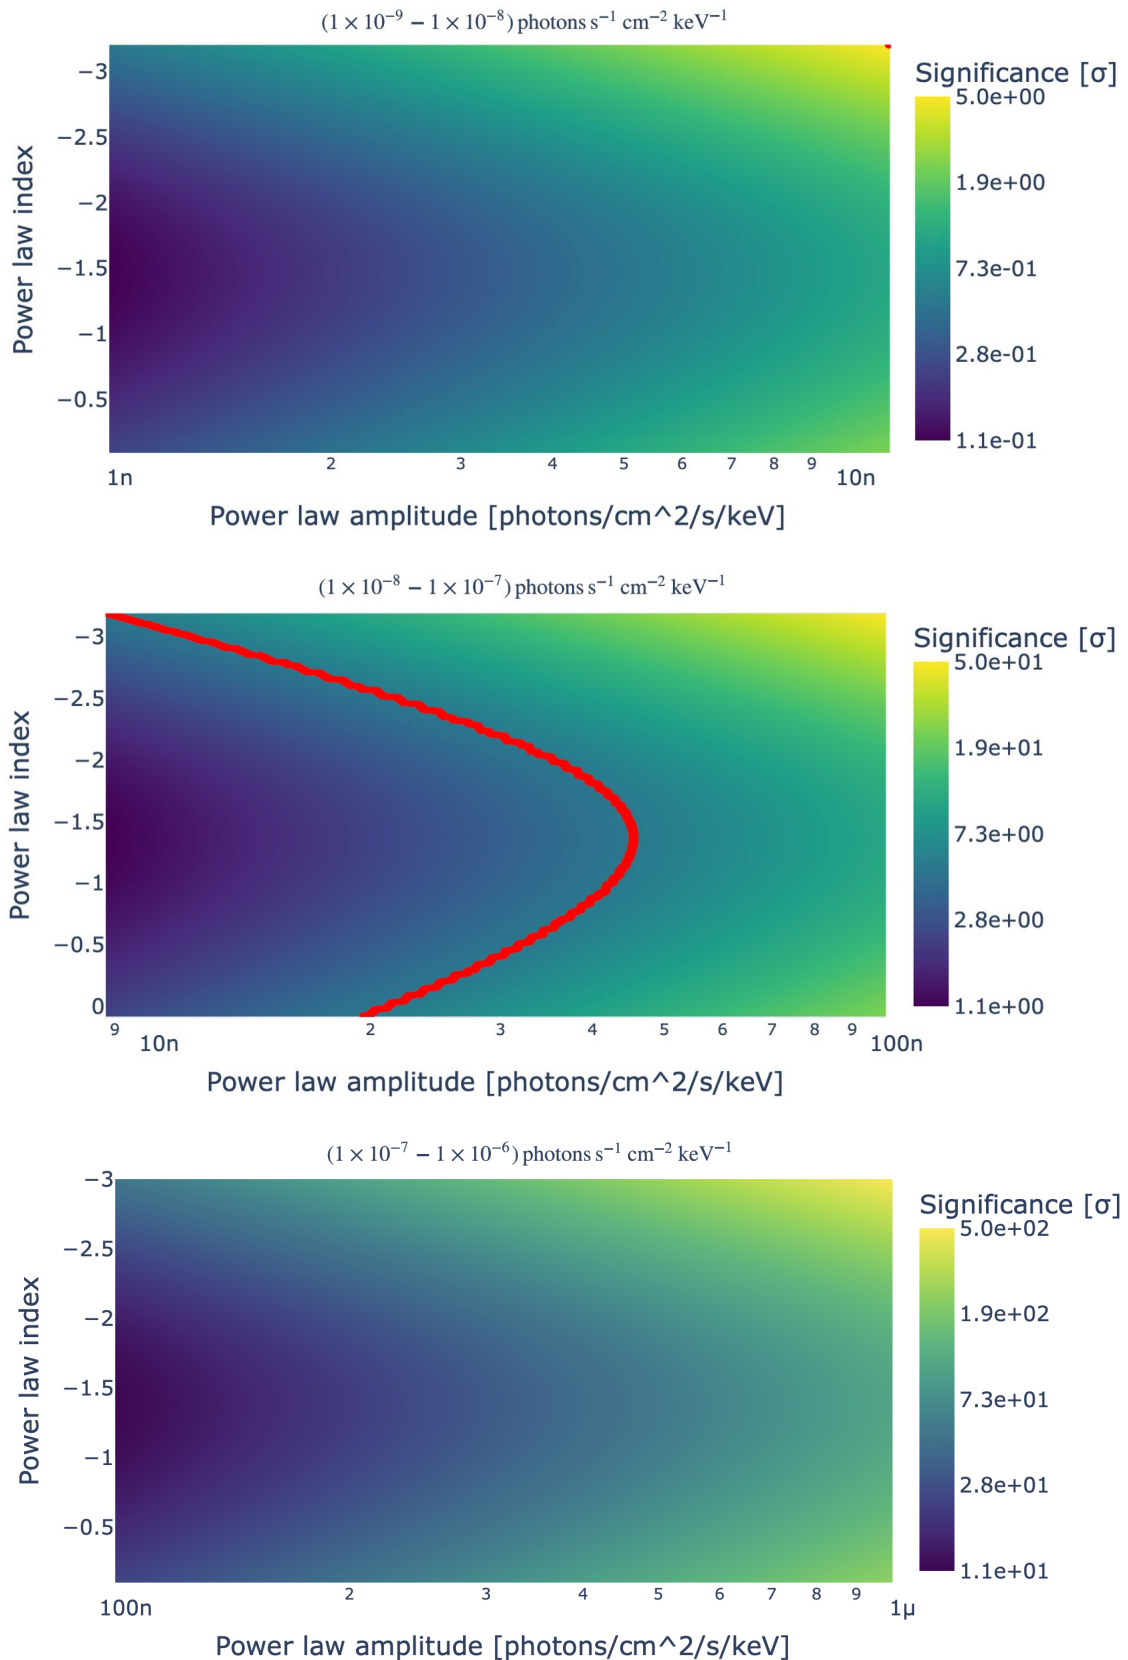 (1 × 10⁻⁹ − 1 × 10⁻⁸) photons s⁻¹ cm⁻² keV⁻¹
Significance [σ]
5.0e+00
1.9e+00
7.3e-01
2.8e-01
1.1e-01
Power law index
−3
−2.5
−2
−1.5
−1
−0.5
1n 2 3 4 5 6 7 8 9 10n
Power law amplitude [photons/cm^2/s/keV]
(1 × 10⁻⁸ − 1 × 10⁻⁷) photons s⁻¹ cm⁻² keV⁻¹
Significance [σ]
5.0e+01
1.9e+01
7.3e+00
2.8e+00
1.1e+00
Power law index
−3
−2.5
−2
−1.5
−1
−0.5
0
9 10n 2 3 4 5 6 7 8 9 100n
Power law amplitude [photons/cm^2/s/keV]
(1 × 10⁻⁷ − 1 × 10⁻⁶) photons s⁻¹ cm⁻² keV⁻¹
Significance [σ]
5.0e+02
1.9e+02
7.3e+01
2.8e+01
1.1e+01
Power law index
−3
−2.5
−2
−1.5
−1
−0.5
100n 2 3 4 5 6 7 8 9 1μ
Power law amplitude [photons/cm^2/s/keV]